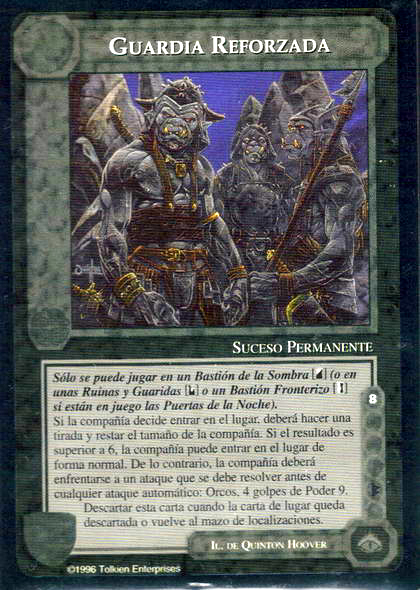 GUARDIA REFORZADA
SUCESO PERMANENTE
Sólo se puede jugar en un Bastión de la Sombra [ ] (o en
unas Ruinas y Guaridas [ ] o un Bastión Fronterizo [ ]
si están en juego las Puertas de la Noche).
8
Si la compañía decide entrar en el lugar, deberá hacer una
tirada y restar el tamaño de la compañía. Si el resultado es
superior a 6, la compañía puede entrar en el lugar de
forma normal. De lo contrario, la compañía deberá
enfrentarse a un ataque que se debe resolver antes de
cualquier ataque automático: Orcos, 4 golpes de Poder 9.
Descartar esta carta cuando la carta de lugar queda
descartada o vuelve al mazo de localizaciones.
IL. DE QUINTON HOOVER
©1996 Tolkien Enterprises